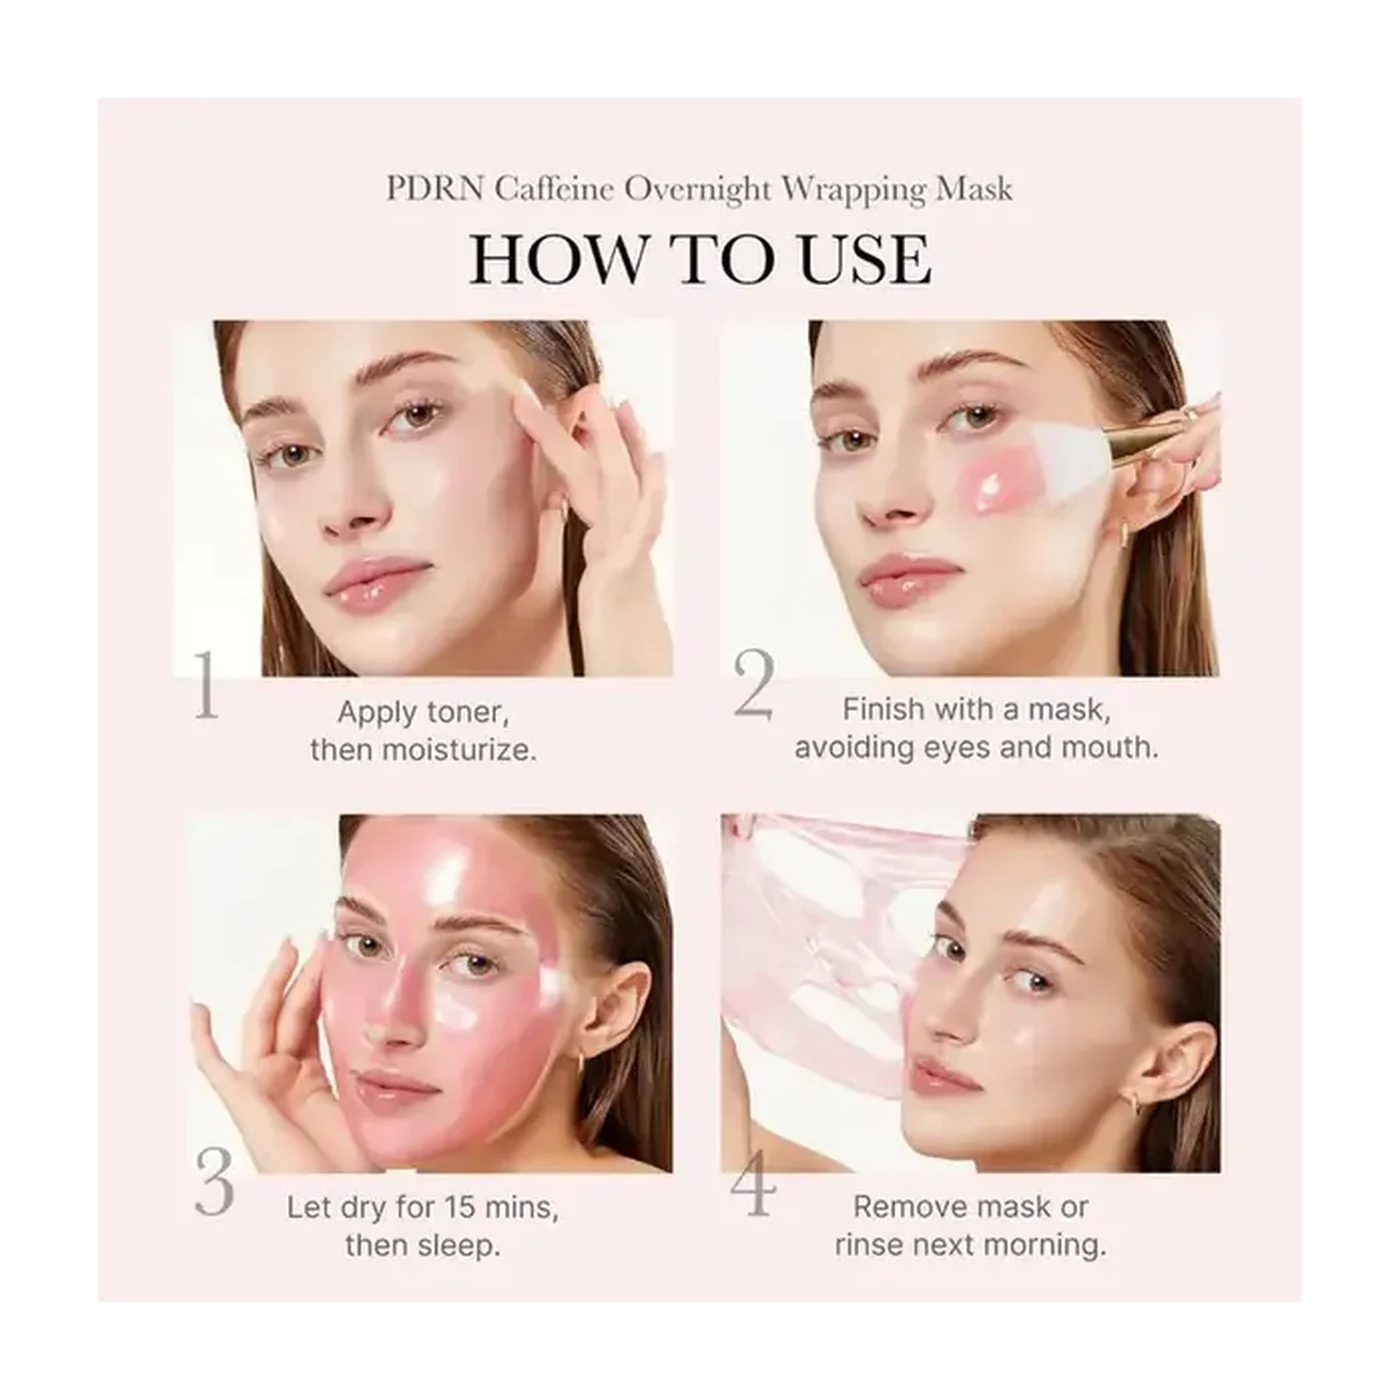 PDRN Caffeine Overnight Wrapping Mask
HOW TO USE
1
Apply toner,
then moisturize.
2
Finish with a mask,
avoiding eyes and mouth.
3
Let dry for 15 mins,
then sleep.
4
Remove mask or
rinse next morning.